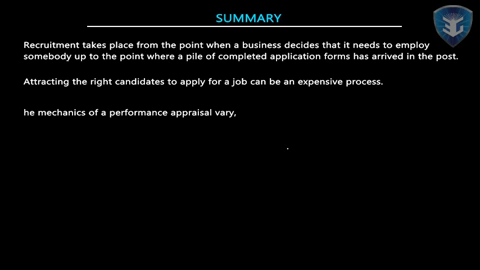 SUMMARY
Recruitment takes place from the point when a business decides that it needs to employ
somebody up to the point where a pile of completed application forms has arrived in the post.
Attracting the right candidates to apply for a job can be an expensive process.
he mechanics of a performance appraisal vary,